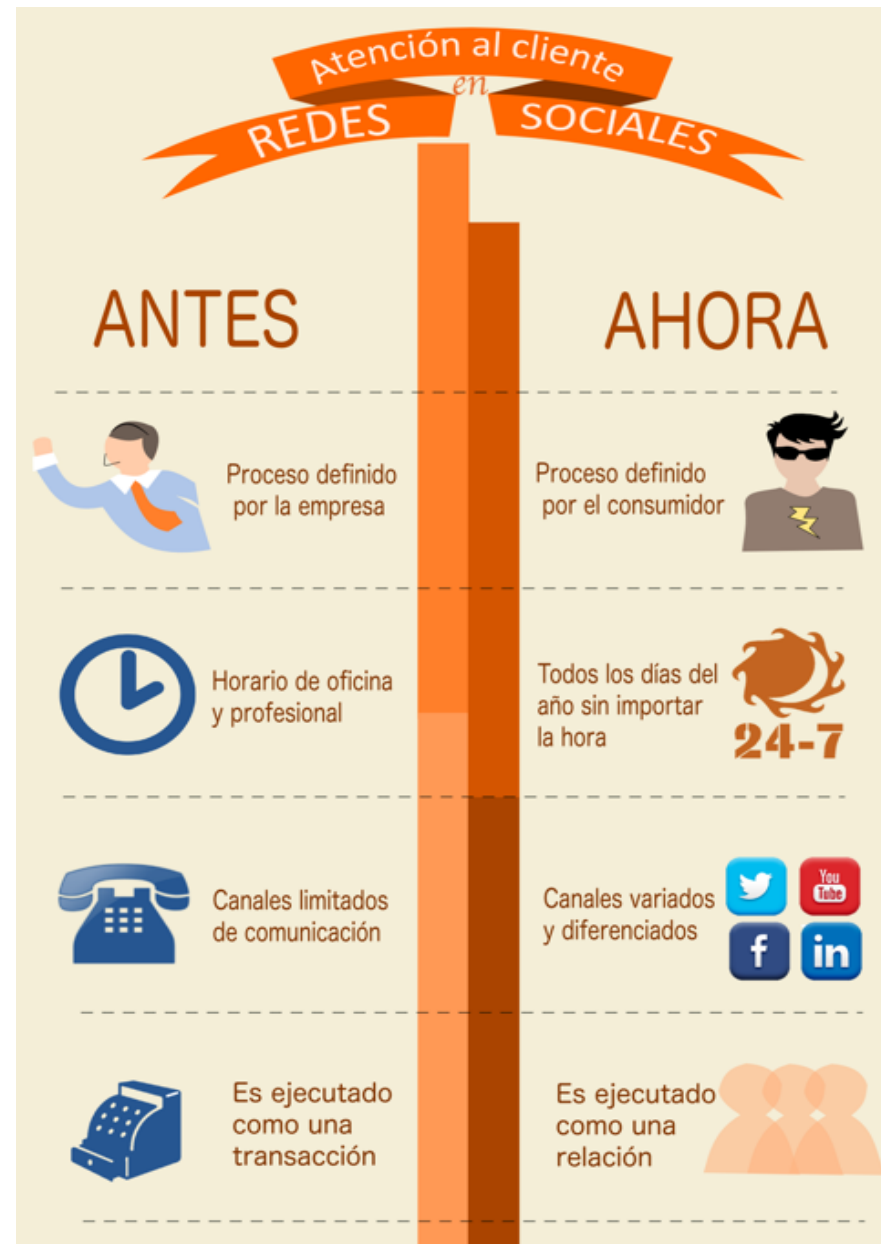 Atención al cliente
en
REDES SOCIALES
ANTES
AHORA
Proceso definido
por la empresa
Proceso definido
por el consumidor
Horario de oficina
y profesional
Todos los días del
año sin importar
la hora
24-7
Canales limitados
de comunicación
Canales variados
y diferenciados
You
Tube
f
in
Es ejecutado
como una
transacción
Es ejecutado
como una
relación